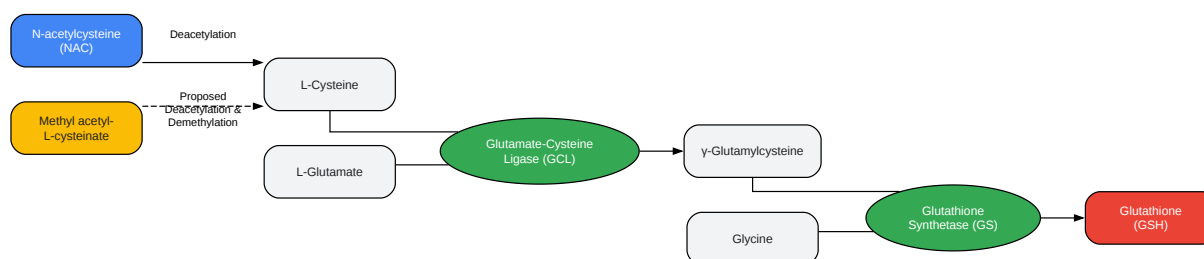 N-acetylcysteine
(NAC)
Deacetylation
L-Cysteine
Proposed
Deacetylation &
Demethylation
Methyl acetyl-
L-cysteinate
Glutamate-Cysteine
Ligase (GCL)
L-Glutamate
γ-Glutamylcysteine
Glutathione
Synthetase (GS)
Glycine
Glutathione
(GSH)